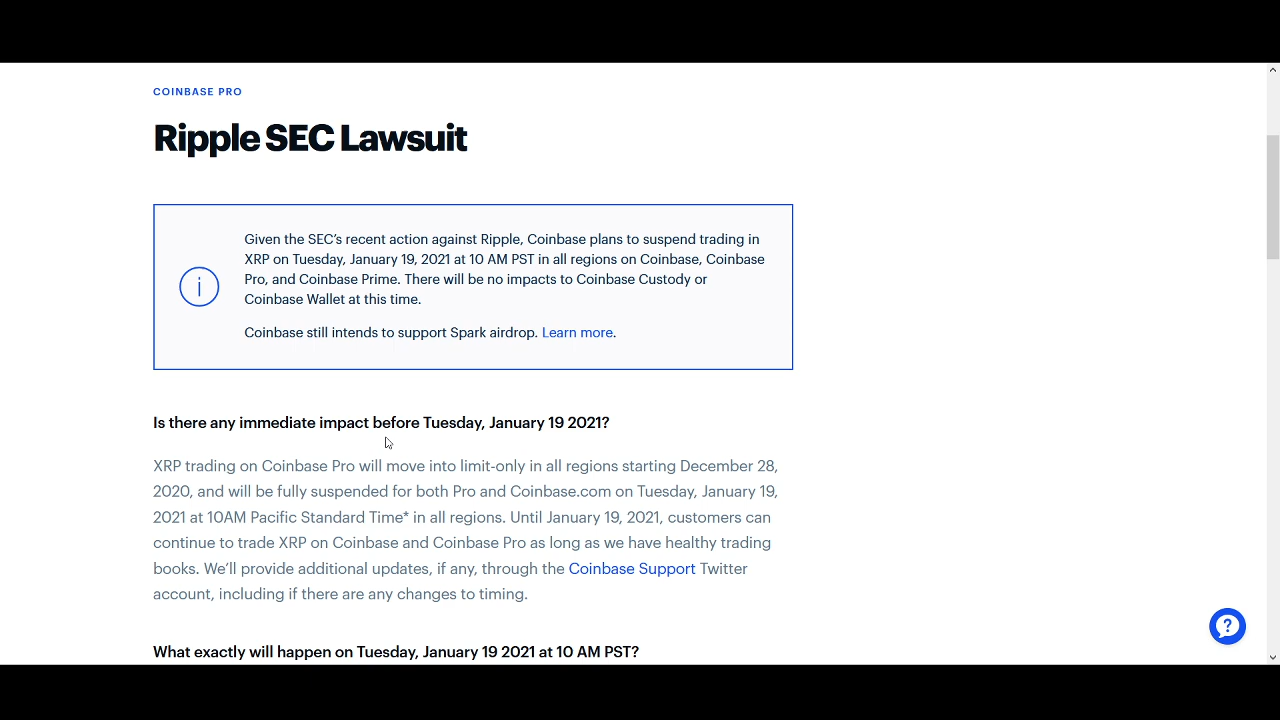 COINBASE PRO
Ripple SEC Lawsuit
Given the SEC’s recent action against Ripple, Coinbase plans to suspend trading in
XRP on Tuesday, January 19, 2021 at 10 AM PST in all regions on Coinbase, Coinbase
Pro, and Coinbase Prime. There will be no impacts to Coinbase Custody or
Coinbase Wallet at this time.
Coinbase still intends to support Spark airdrop. Learn more.
Is there any immediate impact before Tuesday, January 19 2021?
XRP trading on Coinbase Pro will move into limit-only in all regions starting December 28,
2020, and will be fully suspended for both Pro and Coinbase.com on Tuesday, January 19,
2021 at 10AM Pacific Standard Time* in all regions. Until January 19, 2021, customers can
continue to trade XRP on Coinbase and Coinbase Pro as long as we have healthy trading
books. We’ll provide additional updates, if any, through the Coinbase Support Twitter
account, including if there are any changes to timing.
What exactly will happen on Tuesday, January 19 2021 at 10 AM PST?